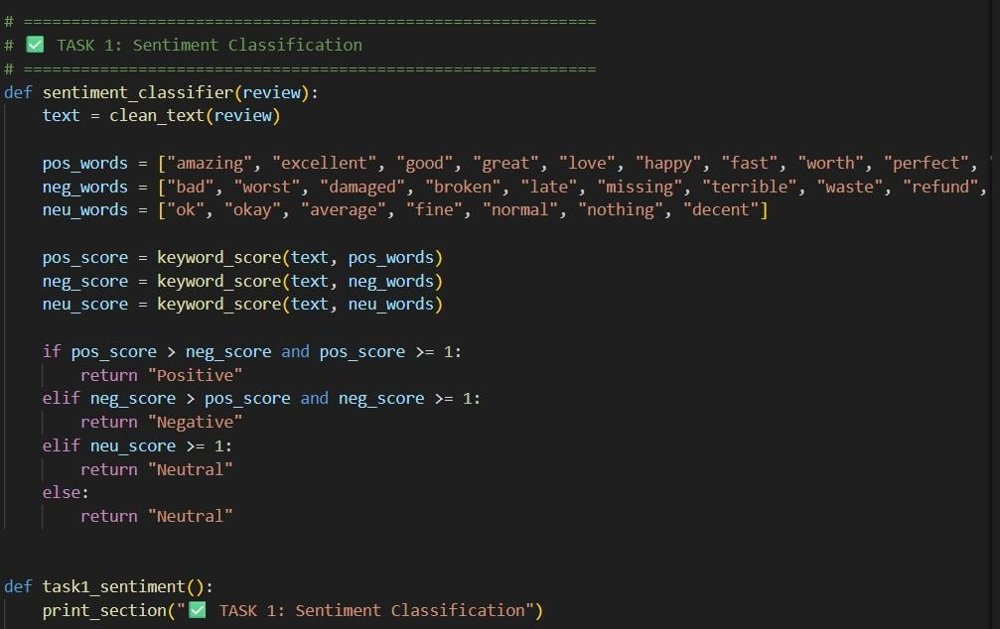 # ============================================================
# ✅ TASK 1: Sentiment Classification
# ============================================================
def sentiment_classifier(review):
    text = clean_text(review)

    pos_words = ["amazing", "excellent", "good", "great", "love", "happy", "fast", "worth", "perfect", "
    neg_words = ["bad", "worst", "damaged", "broken", "late", "missing", "terrible", "waste", "refund",
    neu_words = ["ok", "okay", "average", "fine", "normal", "nothing", "decent"]

    pos_score = keyword_score(text, pos_words)
    neg_score = keyword_score(text, neg_words)
    neu_score = keyword_score(text, neu_words)

    if pos_score > neg_score and pos_score >= 1:
        return "Positive"
    elif neg_score > pos_score and neg_score >= 1:
        return "Negative"
    elif neu_score >= 1:
        return "Neutral"
    else:
        return "Neutral"


def task1_sentiment():
    print_section("✅ TASK 1: Sentiment Classification")